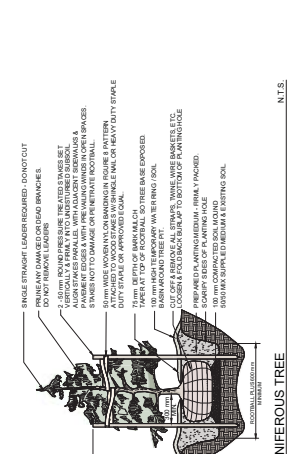 SINGLE STRAIGHT LEADER REQUIRED - DO NOT CUT
PRUNE ANY DAMAGED OR DEAD BRANCHES.
DO NOT REMOVE LEADERS
2 - 50 mm ROUND PRESSURE TREATED STAKES SET
VERTICALLY & FIRMLY INTO UNDISTURBED SUBSOIL.
ALIGN STAKES PARALLEL WITH ADJACENT SIDEWALKS &
PAVEMENT EDGES & WITH PREVAILING WINDS IN OPEN SPACES.
STAKES NOT TO DAMAGE OR PENETRATE ROOTBALL.
50 mm WIDE WOVEN NYLON BANDING IN FIGURE 8 PATTERN
ATTACHED TO WOOD STAKES W/ SHINGLE NAIL OR HEAVY DUTY STAPLE
DUTY STAPLE OR APPROVED EQUAL.
75 mm DEPTH OF BARK MULCH
TAPER AT TOP OF ROOTBALL SO TREE BASE EXPOSED.
100 mm TEMPORARY WATER RING / SOIL
BASIN AROUND TREE PIT.
CUT OFF & REMOVE ALL STRAPS, TWINE, WIRE BASKETS, ETC.
LOOSEN & FOLD BACK BURLAP TO BOTTOM OF PLANTING HOLE
PREPARED PLANTING MEDIUM - FIRMLY PACKED.
SCARIFY SIDES OF PLANTING HOLE
100 mm COMPACTED SOIL MOUND
50/50 MIX SUPPLIED MEDIUM & EXISTING SOIL.
ROOTBALL PLUS 600 mm
MINIMUM
NIFEROUS TREE
N.T.S.